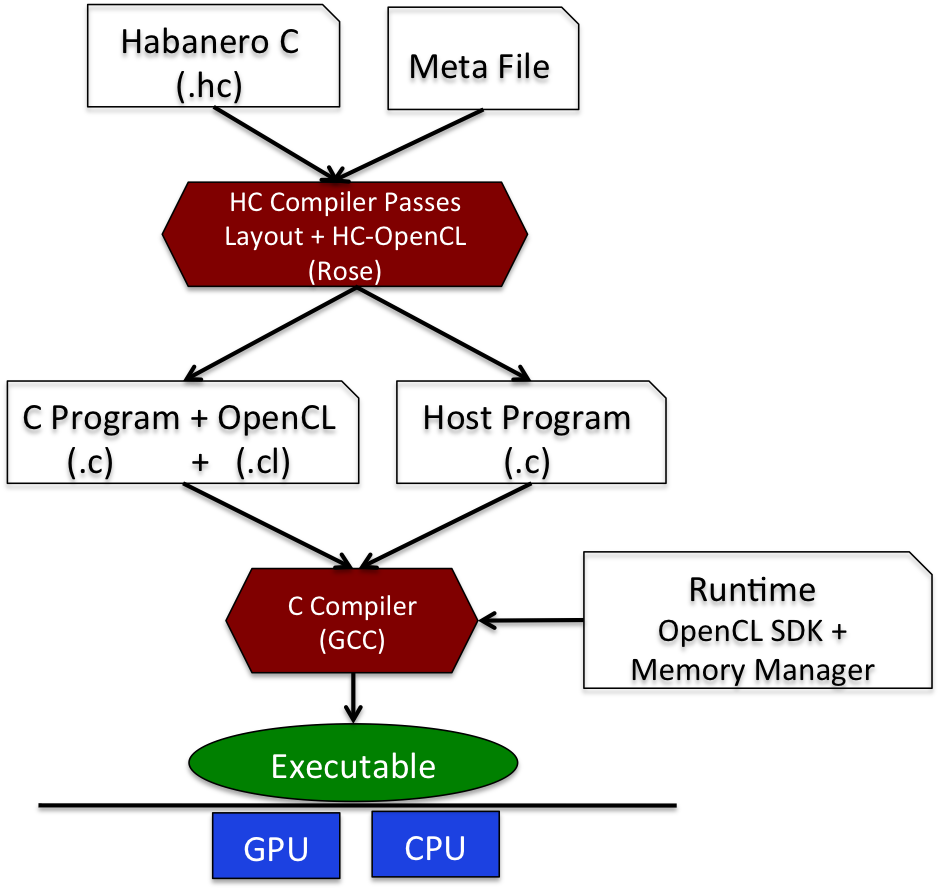 Habanero C
(.hc)
Meta File
HC Compiler Passes
Layout + HC-OpenCL
(Rose)
C Program + OpenCL
(.c) + (.cl)
Host Program
(.c)
C Compiler
(GCC)
Runtime
OpenCL SDK +
Memory Manager
Executable
GPU
CPU